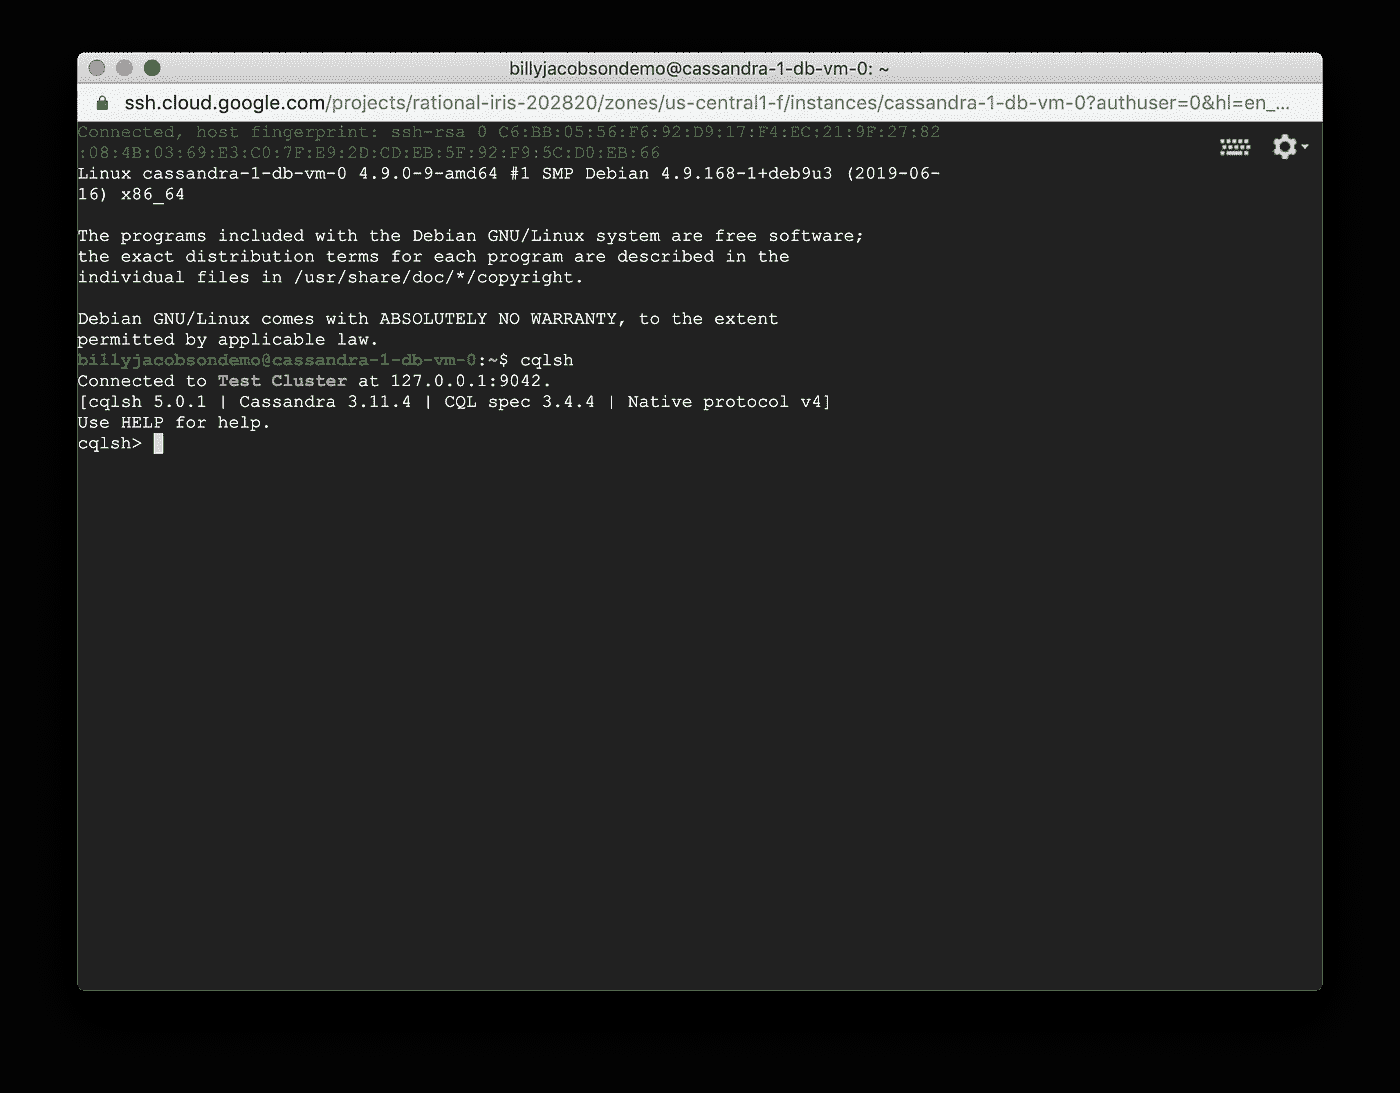 billyjacobsondemo@cassandra-1-db-vm-0: ~
ssh.cloud.google.com/projects/rational-iris-202820/zones/us-central1-f/instances/cassandra-1-db-vm-0?authuser=0&hl=en_...
Connected, host fingerprint: ssh-rsa 0 C6:BB:05:56:F6:92:D9:17:F4:EC:21:9F:27:82
:08:4B:03:69:E3:C0:7F:E9:2D:CD:EB:5F:92:F9:5C:D0:EB:66
Linux cassandra-1-db-vm-0 4.9.0-9-amd64 #1 SMP Debian 4.9.168-1+deb9u3 (2019-06-
16) x86_64
The programs included with the Debian GNU/Linux system are free software;
the exact distribution terms for each program are described in the
individual files in /usr/share/doc/*/copyright.
Debian GNU/Linux comes with ABSOLUTELY NO WARRANTY, to the extent
permitted by applicable law.
billyjacobsondemo@cassandra-1-db-vm-0:~$ cqlsh
Connected to Test Cluster at 127.0.0.1:9042.
[cqlsh 5.0.1 | Cassandra 3.11.4 | CQL spec 3.4.4 | Native protocol v4]
Use HELP for help.
cqlsh>